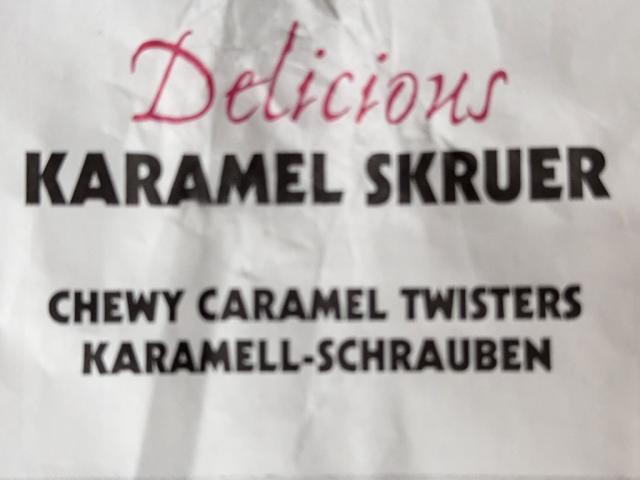 Delicious
KARAMEL SKRUER
CHEWY CARAMEL TWISTERS
KARAMELL-SCHRAUBEN